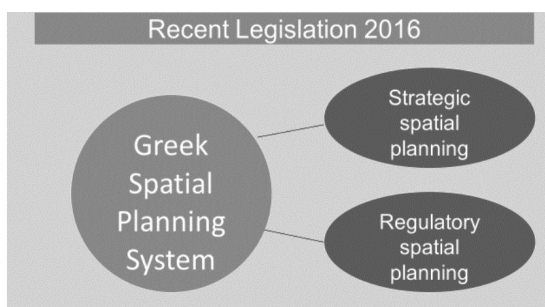 Recent Legislation 2016
Greek
Spatial
Planning
System
Strategic
spatial
planning
Regulatory
spatial
planning